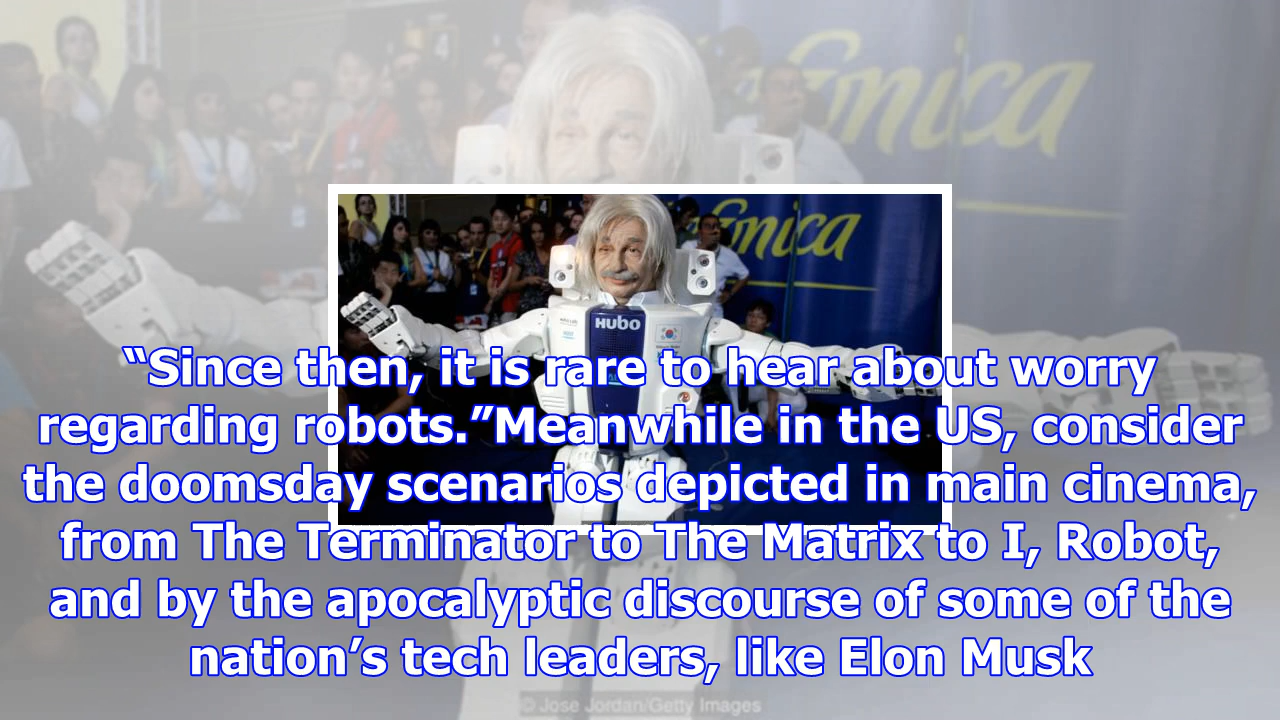 fónica
fónica
HUBO
“Since then, it is rare to hear about worry
regarding robots.”Meanwhile in the US, consider
the doomsday scenarios depicted in main cinema,
from The Terminator to The Matrix to I, Robot,
and by the apocalyptic discourse of some of the
nation’s tech leaders, like Elon Musk
© Jose Jordan/Getty Images